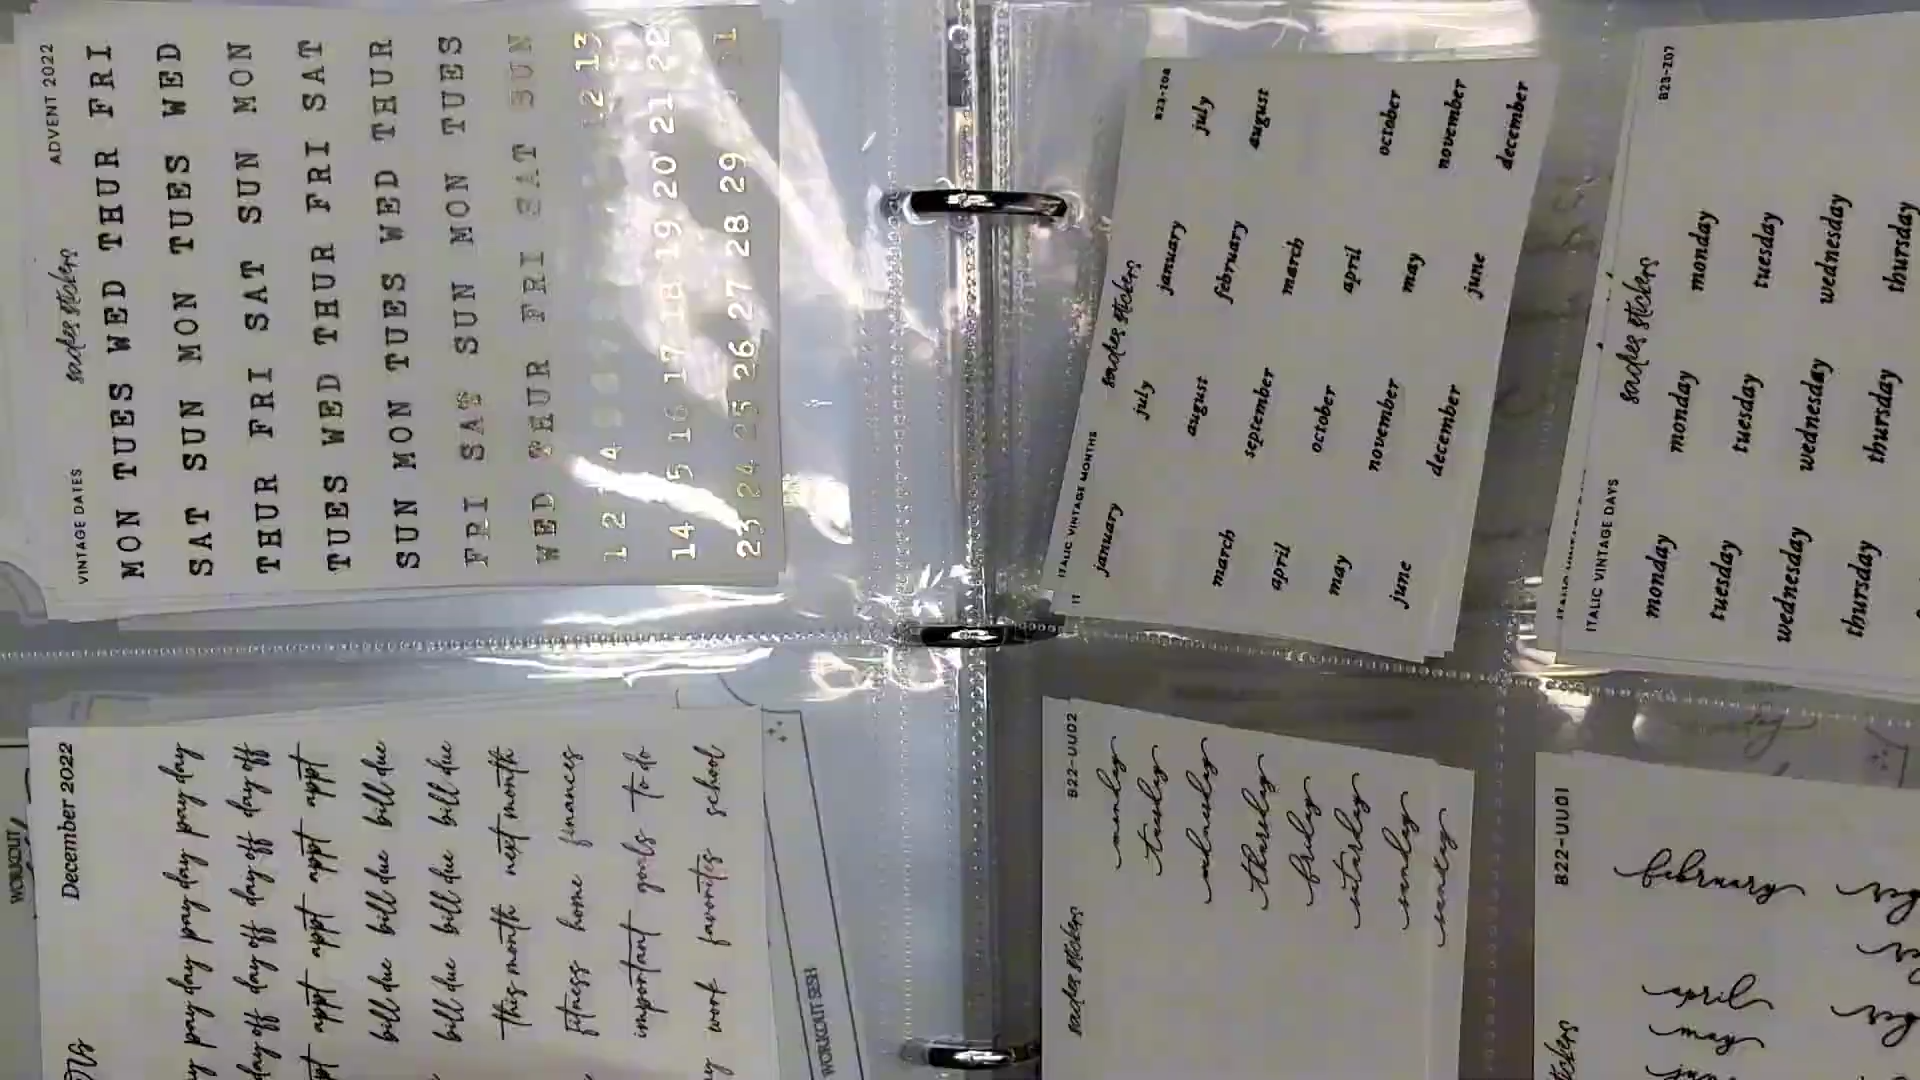 VINTAGE DATES sadies stickers ADVENT 2022
MON TUES WED THUR FRI
SAT SUN MON TUES WED
THUR FRI SAT SUN MON
TUES WED THUR FRI SAT
SUN MON TUES WED THUR
FRI SAT SUN MON TUES
WED THUR FRI SAT SUN
1 2 4 12 13
14 15 16 17 18 19 20 21 22
23 24 25 26 27 28 29
December 2022
pay day pay day pay day
day off day off day off
appt appt appt appt
bill due bill due bill due
bill due bill due bill due
this month next month
fitness home finances
important goals to do
work favorites school
WORKOUT
WORKOUT SESH
ITALIC VINTAGE MONTHS sadies stickers B23-208
january july july
february august august
march january september
march april october october
april may november november
may june december december
june
ITALIC VINTAGE DAYS sadies stickers B23-207
monday monday monday
tuesday tuesday tuesday
wednesday wednesday wednesday
thursday thursday thursday
sadies stickers B22-UU02
monday
tuesday
wednesday
thursday
friday
saturday
sunday
sunday
B22-UU01
february
april
may